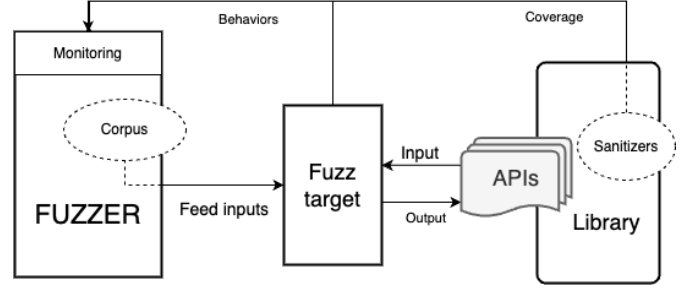 Behaviors
Coverage
Monitoring
Corpus
Sanitizers
Input
Fuzz
target
APIs
FUZZER
Feed inputs
Output
Library